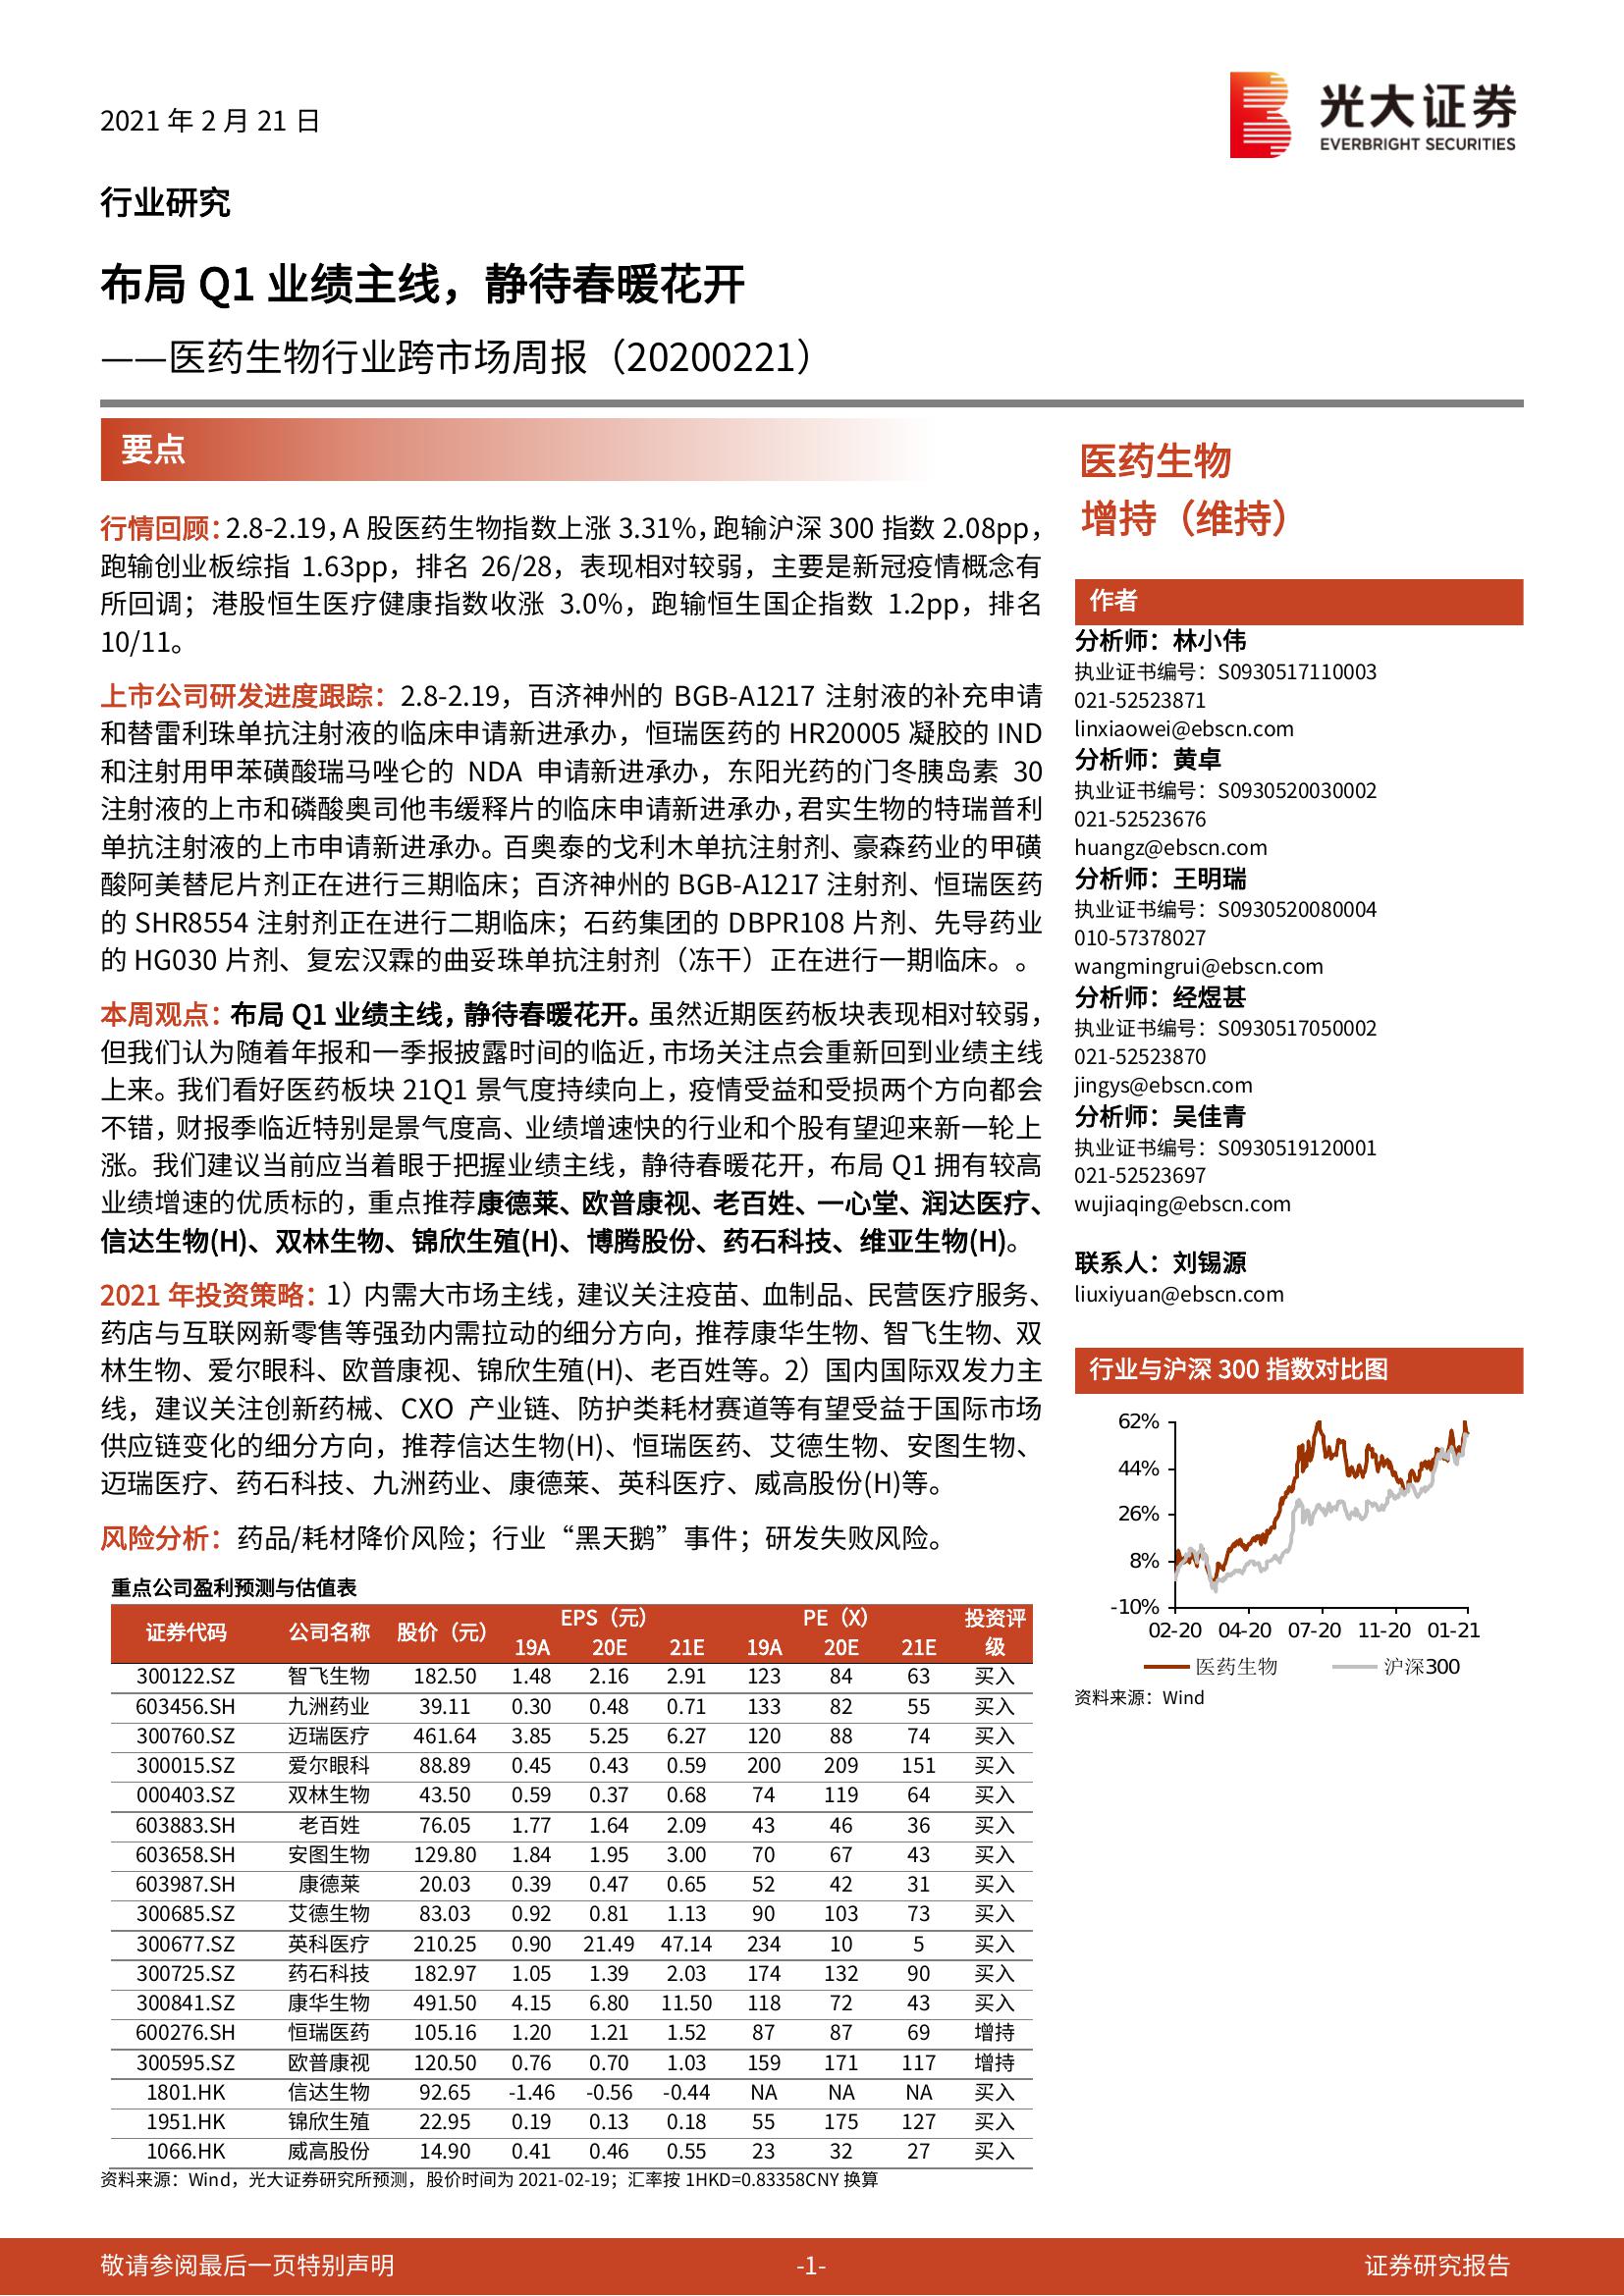 2021 年 2 月 21 日
光大证券
EVERBRIGHT SECURITIES
行业研究
布局 Q1 业绩主线，静待春暖花开
——医药生物行业跨市场周报（20200221）
要点
行情回顾：2.8-2.19，A 股医药生物指数上涨 3.31%，跑输沪深 300 指数 2.08pp，
跑输创业板综指 1.63pp，排名 26/28，表现相对较弱，主要是新冠疫情概念有
所回调；港股恒生医疗健康指数收涨 3.0%，跑输恒生国企指数 1.2pp，排名
10/11。
上市公司研发进度跟踪：2.8-2.19，百济神州的 BGB-A1217 注射液的补充申请
和替雷利珠单抗注射液的临床申请新进承办，恒瑞医药的 HR20005 凝胶的 IND
和注射用甲苯磺酸瑞马唑仑的 NDA 申请新进承办，东阳光药的门冬胰岛素 30
注射液的上市和磷酸奥司他韦缓释片的临床申请新进承办，君实生物的特瑞普利
单抗注射液的上市申请新进承办。百奥泰的戈利木单抗注射剂、豪森药业的甲磺
酸阿美替尼片剂正在进行三期临床；百济神州的 BGB-A1217 注射剂、恒瑞医药
的 SHR8554 注射剂正在进行二期临床；石药集团的 DBPR108 片剂、先导药业
的 HG030 片剂、复宏汉霖的曲妥珠单抗注射剂（冻干）正在进行一期临床。。
本周观点：布局 Q1 业绩主线，静待春暖花开。虽然近期医药板块表现相对较弱，
但我们认为随着年报和一季报披露时间的临近，市场关注点会重新回到业绩主线
上来。我们看好医药板块 21Q1 景气度持续向上，疫情受益和受损两个方向都会
不错，财报季临近特别是景气度高、业绩增速快的行业和个股有望迎来新一轮上
涨。我们建议当前应当着眼于把握业绩主线，静待春暖花开，布局 Q1 拥有较高
业绩增速的优质标的，重点推荐康德莱、欧普康视、老百姓、一心堂、润达医疗、
信达生物(H)、双林生物、锦欣生殖(H)、博腾股份、药石科技、维亚生物(H)。
2021 年投资策略：1）内需大市场主线，建议关注疫苗、血制品、民营医疗服务、
药店与互联网新零售等强劲内需拉动的细分方向，推荐康华生物、智飞生物、双
林生物、爱尔眼科、欧普康视、锦欣生殖(H)、老百姓等。2）国内国际双发力主
线，建议关注创新药械、CXO 产业链、防护类耗材赛道等有望受益于国际市场
供应链变化的细分方向，推荐信达生物(H)、恒瑞医药、艾德生物、安图生物、
迈瑞医疗、药石科技、九洲药业、康德莱、英科医疗、威高股份(H)等。
风险分析：药品/耗材降价风险；行业“黑天鹅”事件；研发失败风险。
重点公司盈利预测与估值表
证券代码 公司名称 股价（元） EPS（元） PE（X） 投资评级
19A 20E 21E 19A 20E 21E
300122.SZ 智飞生物 182.50 1.48 2.16 2.91 123 84 63 买入
603456.SH 九洲药业 39.11 0.30 0.48 0.71 133 82 55 买入
300760.SZ 迈瑞医疗 461.64 3.85 5.25 6.27 120 88 74 买入
300015.SZ 爱尔眼科 88.89 0.45 0.43 0.59 200 209 151 买入
000403.SZ 双林生物 43.50 0.59 0.37 0.68 74 119 64 买入
603883.SH 老百姓 76.05 1.77 1.64 2.09 43 46 36 买入
603658.SH 安图生物 129.80 1.84 1.95 3.00 70 67 43 买入
603987.SH 康德莱 20.03 0.39 0.47 0.65 52 42 31 买入
300685.SZ 艾德生物 83.03 0.92 0.81 1.13 90 103 73 买入
300677.SZ 英科医疗 210.25 0.90 21.49 47.14 234 10 5 买入
300725.SZ 药石科技 182.97 1.05 1.39 2.03 174 132 90 买入
300841.SZ 康华生物 491.50 4.15 6.80 11.50 118 72 43 买入
600276.SH 恒瑞医药 105.16 1.20 1.21 1.52 87 87 69 增持
300595.SZ 欧普康视 120.50 0.76 0.70 1.03 159 171 117 增持
1801.HK 信达生物 92.65 -1.46 -0.56 -0.44 NA NA NA 买入
1951.HK 锦欣生殖 22.95 0.19 0.13 0.18 55 175 127 买入
1066.HK 威高股份 14.90 0.41 0.46 0.55 23 32 27 买入
资料来源：Wind，光大证券研究所预测，股价时间为 2021-02-19；汇率按 1HKD=0.83358CNY 换算
医药生物
增持（维持）
作者
分析师：林小伟
执业证书编号：S0930517110003
021-52523871
linxiaowei@ebscn.com
分析师：黄卓
执业证书编号：S0930520030002
021-52523676
huangz@ebscn.com
分析师：王明瑞
执业证书编号：S0930520080004
010-57378027
wangmingrui@ebscn.com
分析师：经煜甚
执业证书编号：S0930517050002
021-52523870
jingys@ebscn.com
分析师：吴佳青
执业证书编号：S0930519120001
021-52523697
wujiaqing@ebscn.com
联系人：刘锡源
liuxiyuan@ebscn.com
行业与沪深 300 指数对比图
62%
44%
26%
8%
-10%
02-20 04-20 07-20 11-20 01-21
医药生物 沪深300
资料来源：Wind
敬请参阅最后一页特别声明 -1- 证券研究报告